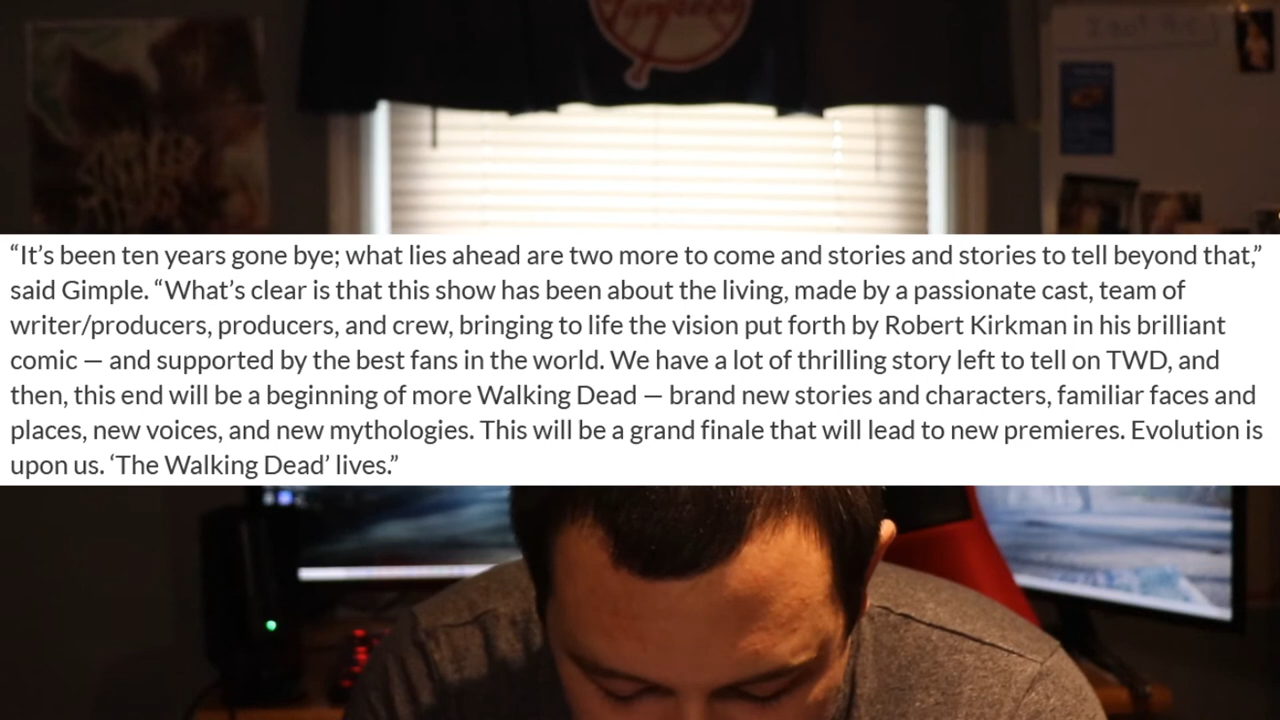 Yankees
“It’s been ten years gone bye; what lies ahead are two more to come and stories and stories to tell beyond that,”
said Gimple. “What’s clear is that this show has been about the living, made by a passionate cast, team of
writer/producers, producers, and crew, bringing to life the vision put forth by Robert Kirkman in his brilliant
comic — and supported by the best fans in the world. We have a lot of thrilling story left to tell on TWD, and
then, this end will be a beginning of more Walking Dead — brand new stories and characters, familiar faces and
places, new voices, and new mythologies. This will be a grand finale that will lead to new premieres. Evolution is
upon us. ‘The Walking Dead’ lives.”